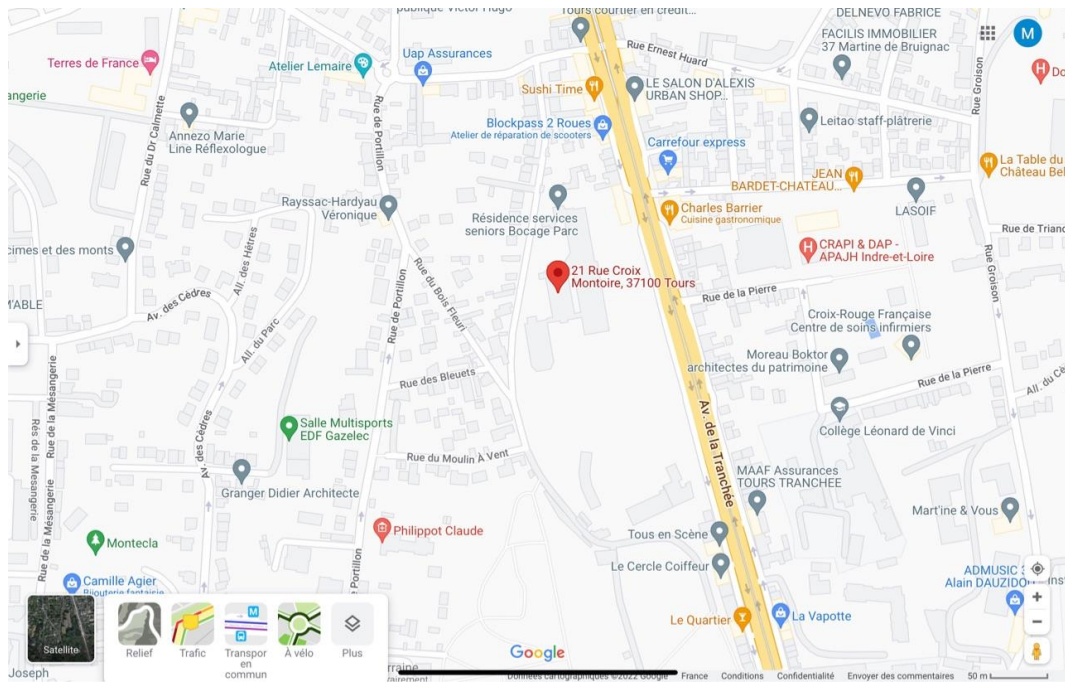 publique Victor Hugo
Tours courtier en crédit...
DELNEVO FABRICE
FACILIS IMMOBILIER
37 Martine de Bruignac
M
Rue Ernest Huard
Terres de France
Uap Assurances
Atelier Lemaire
Sushi Time
LE SALON D'ALEXIS
URBAN SHOP...
Rue Groison
angerie
Annezo Marie
Line Réflexologue
Rue du Dr Calmette
Rue de Portillon
Blockpass 2 Roues
Atelier de réparation de scooters
Leitao staff-plâtrerie
Carrefour express
La Table du
Château Bel
JEAN
BARDET-CHATEAU...
Rayssac-Hardyau
Véronique
Résidence services
seniors Bocage Parc
Charles Barrier
Cuisine gastronomique
LASOIF
cimes et des monts
All. des Hêtres
CRAPI & DAP -
APAJH Indre-et-Loire
Rue de
21 Rue Croix
Montoire, 37100 Tours
Rue du Bois Fleuri
Rue de Portillon
Rue Groison
M'ABLE
Av. des Cèdres
All. du Parc
Rue de la Pierre
Croix-Rouge Française
Centre de soins infirmiers
Moreau Boktor
architectes du patrimoine
Rue de la Pierre
All. du
Rue des Bleuets
Rés de la Mesangerie
Rue de la Mésangerie
Av. des Cèdres
Salle Multisports
EDF Gazelec
Av. de la Tranchée
Collège Léonard de Vinci
Rue du Moulin À Vent
Granger Didier Architecte
MAAF Assurances
TOURS TRANCHEE
Mart'ine & Vous
Philippot Claude
Tous en Scène
Montecla
Rue de la Mésangerie
Le Cercle Coiffeur
ADMUSIC
Alain DAUZIDO
Camille Agier
Bijouterie fantaisie
Portillon
Le Quartier
La Vapotte
Satellite
Relief
Trafic
Transpor
en
commun
À vélo
Plus
M
Google
Joseph
Données cartographiques ©2022 Google
France
Conditions
Confidentialité
Envoyer des commentaires
50 m